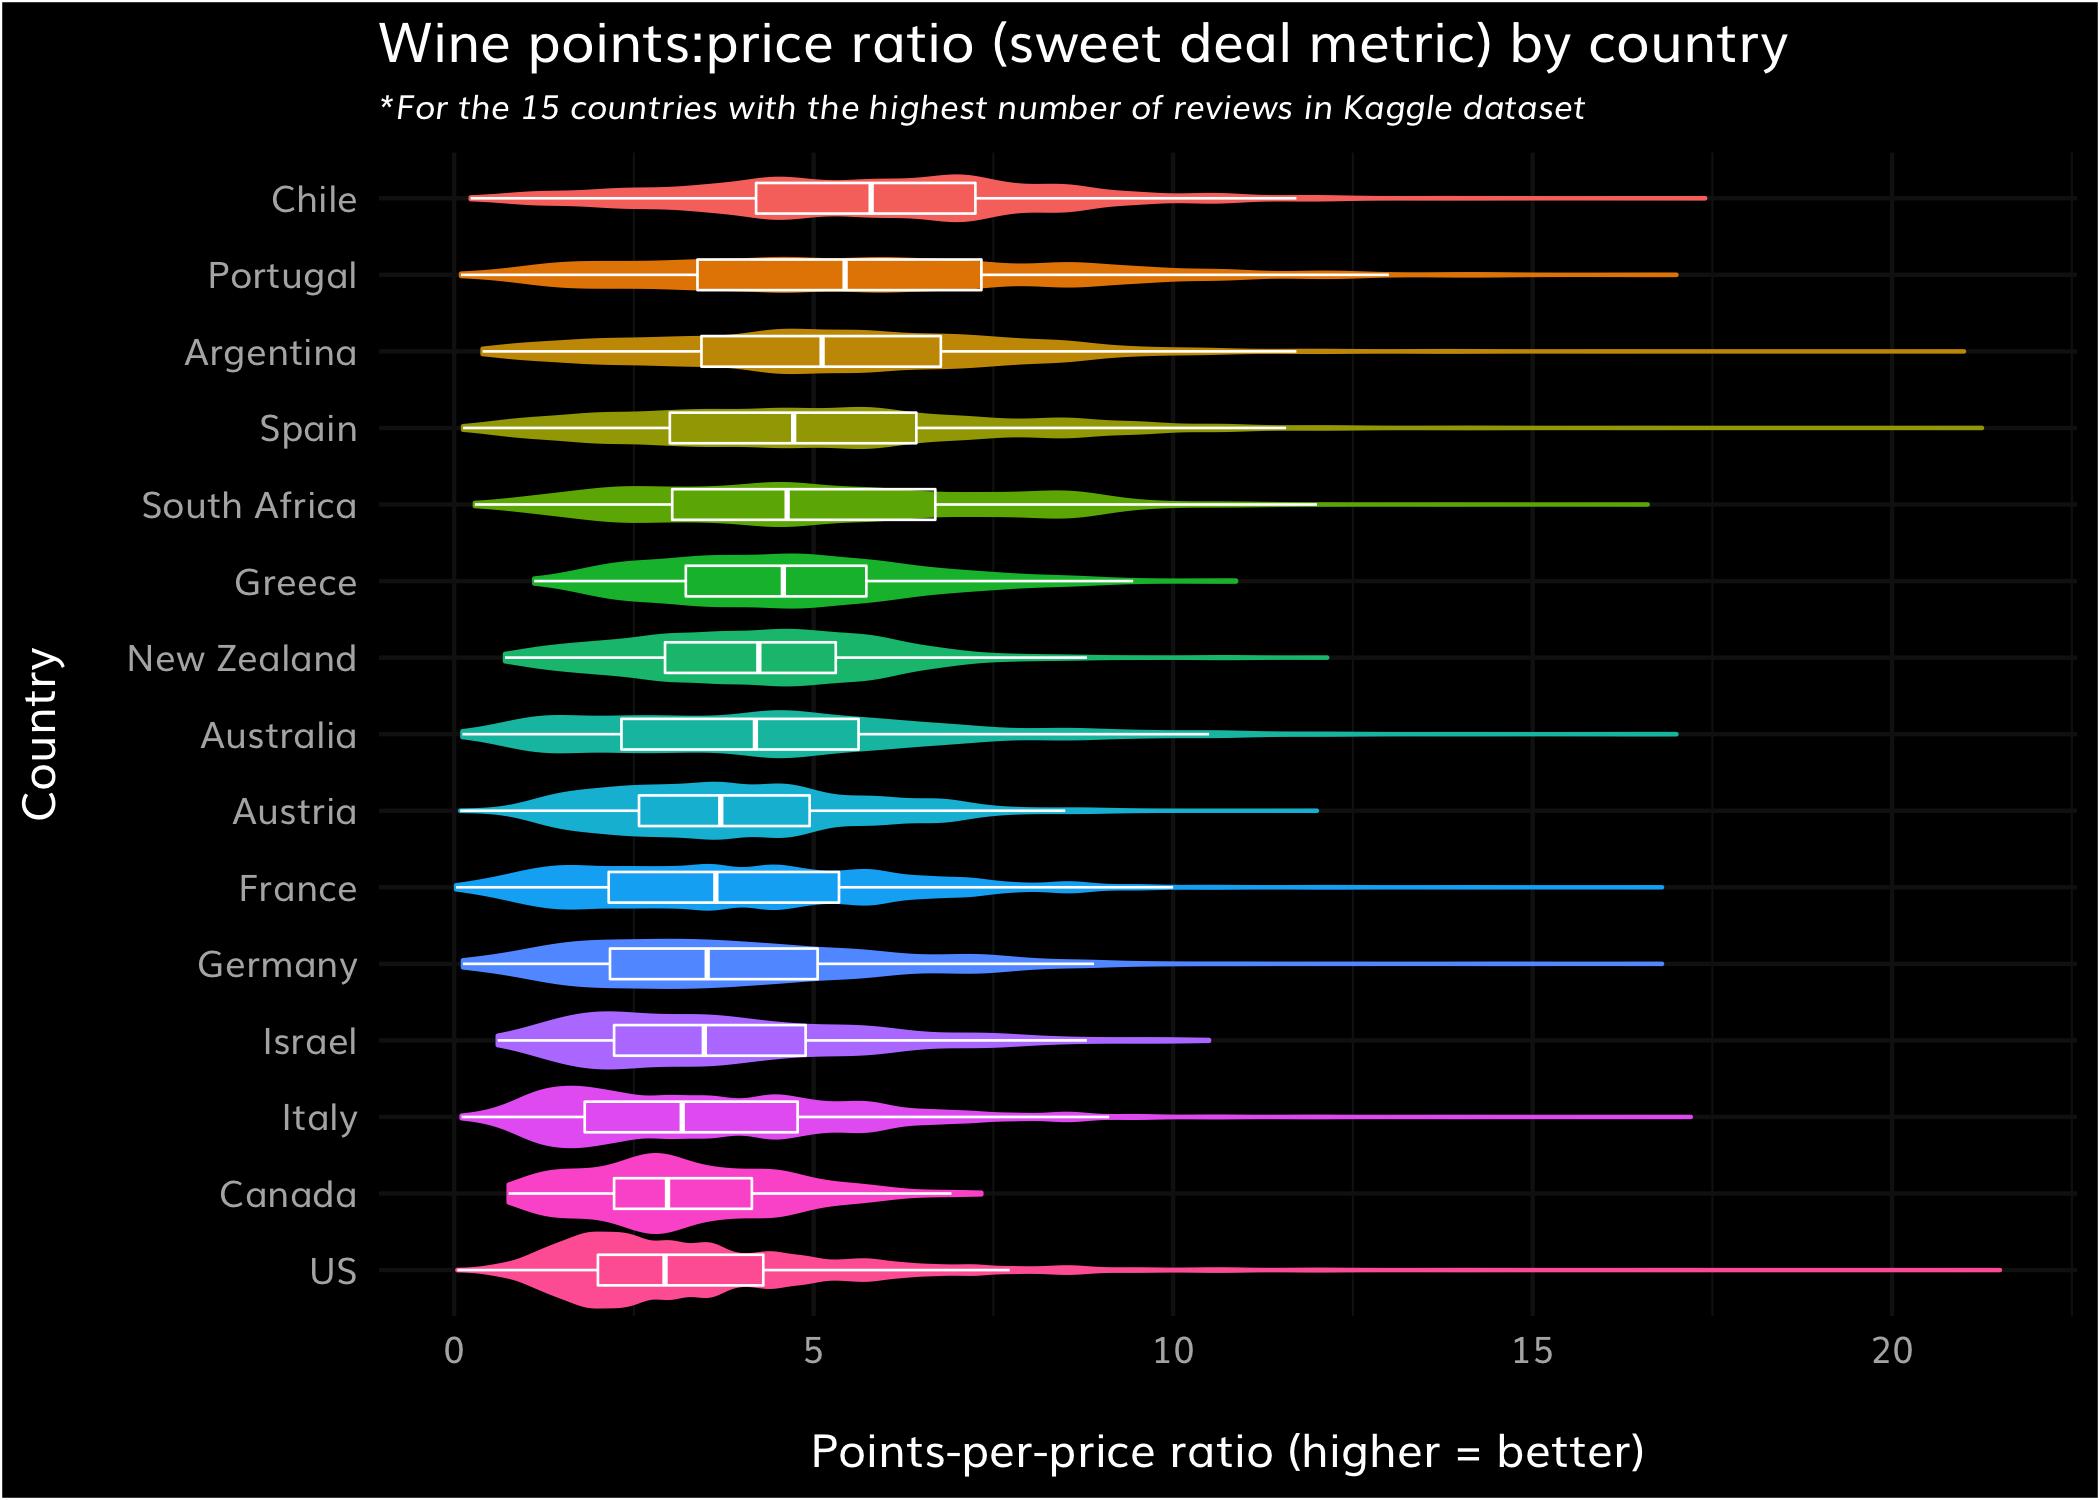 Wine points:price ratio (sweet deal metric) by country
*For the 15 countries with the highest number of reviews in Kaggle dataset
Country
Chile
Portugal
Argentina
Spain
South Africa
Greece
New Zealand
Australia
Austria
France
Germany
Israel
Italy
Canada
US
0 5 10 15 20
Points-per-price ratio (higher = better)